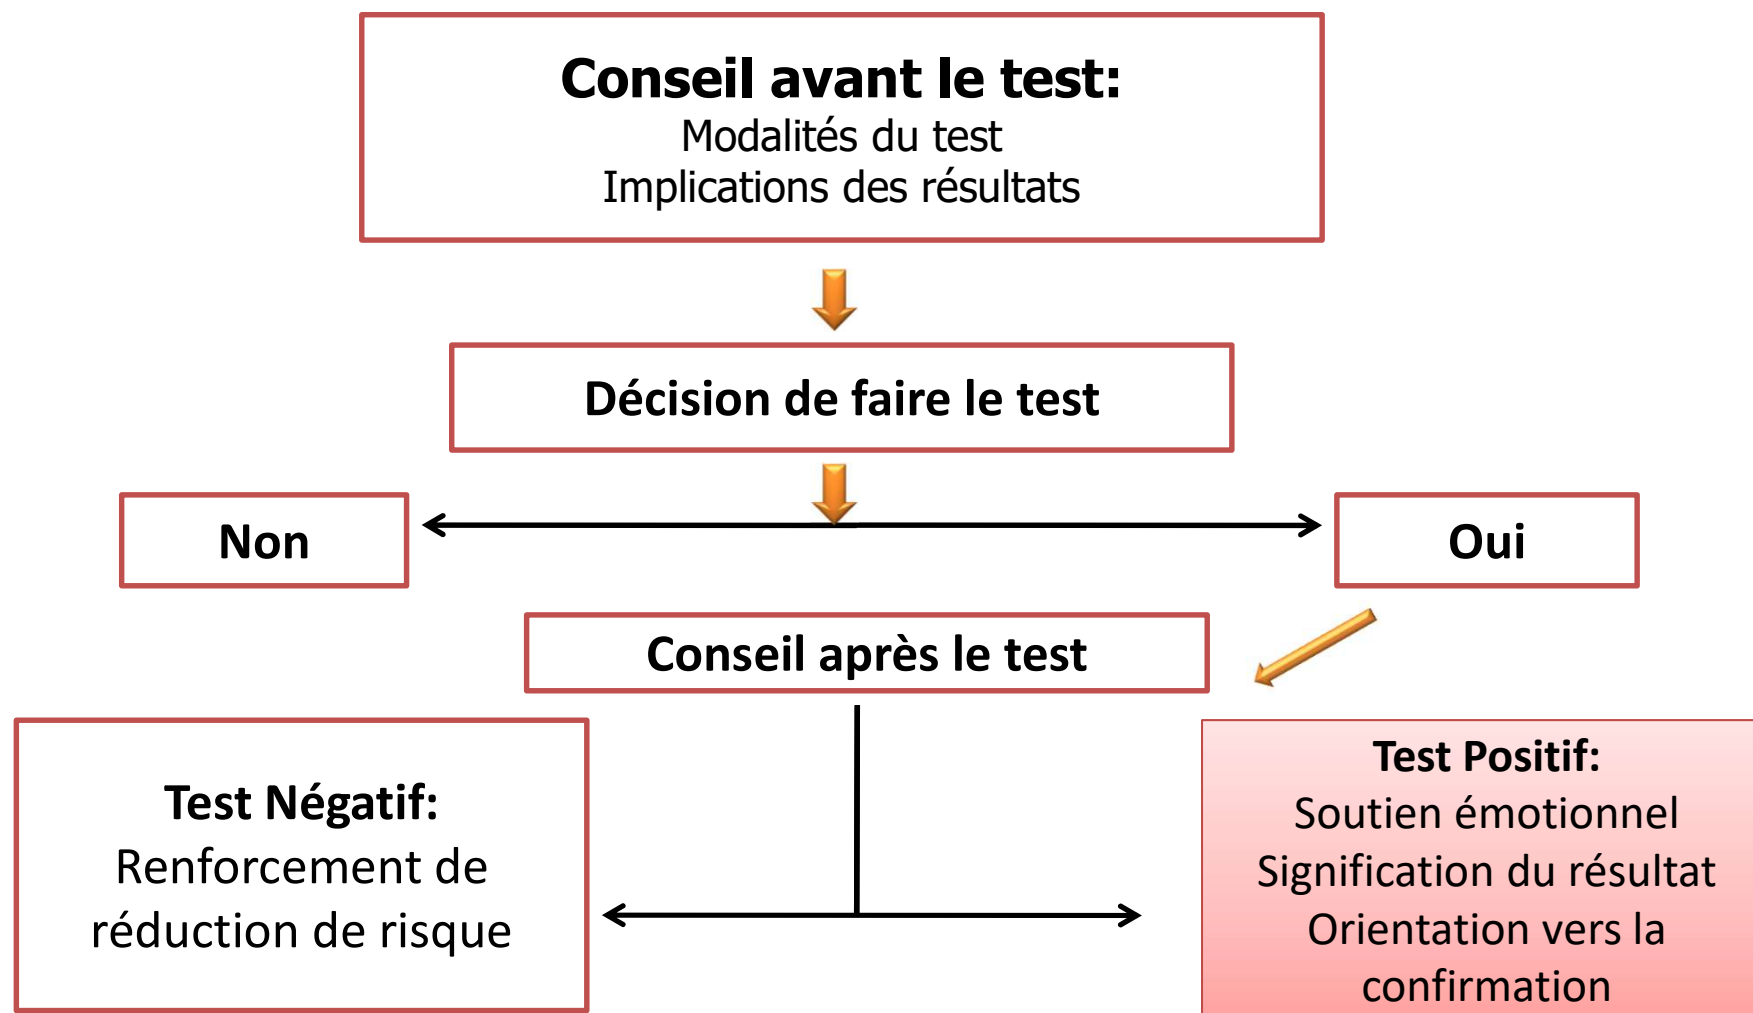 Conseil avant le test:
Modalités du test
Implications des résultats
Décision de faire le test
Non
Oui
Conseil après le test
Test Négatif:
Renforcement de
réduction de risque
Test Positif:
Soutien émotionnel
Signification du résultat
Orientation vers la
confirmation